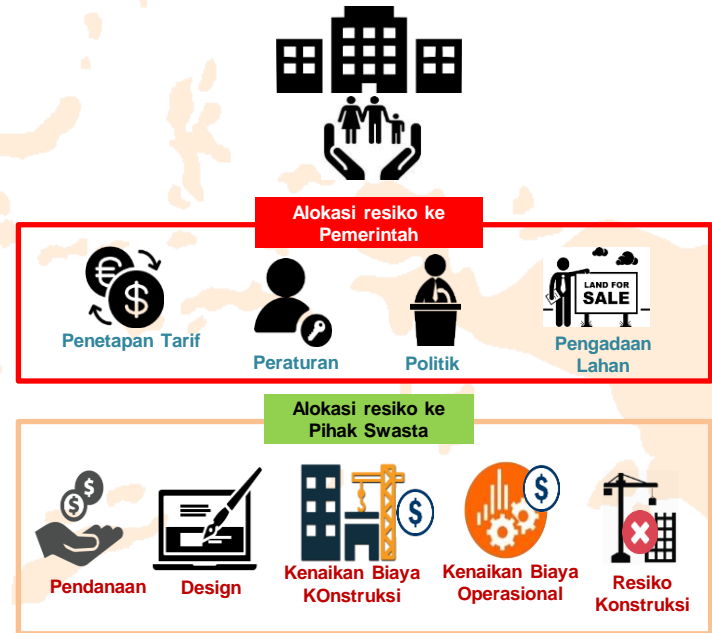 Alokasi resiko ke
Pemerintah
€
$
LAND FOR
SALE
Penetapan Tarif
Peraturan
Politik
Pengadaan
Lahan
Alokasi resiko ke
Pihak Swasta
$
$
$
$
Pendanaan
Design
Kenaikan Biaya
KOnstruksi
Kenaikan Biaya
Operasional
Resiko
Konstruksi